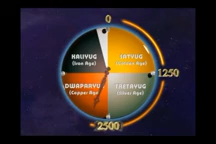 0
KALIYUG
(Iron Age)
SATYUG
(Golden Age)
1250
DWAPARYUG
(Copper Age)
TRETAYUG
(Silver Age)
2500